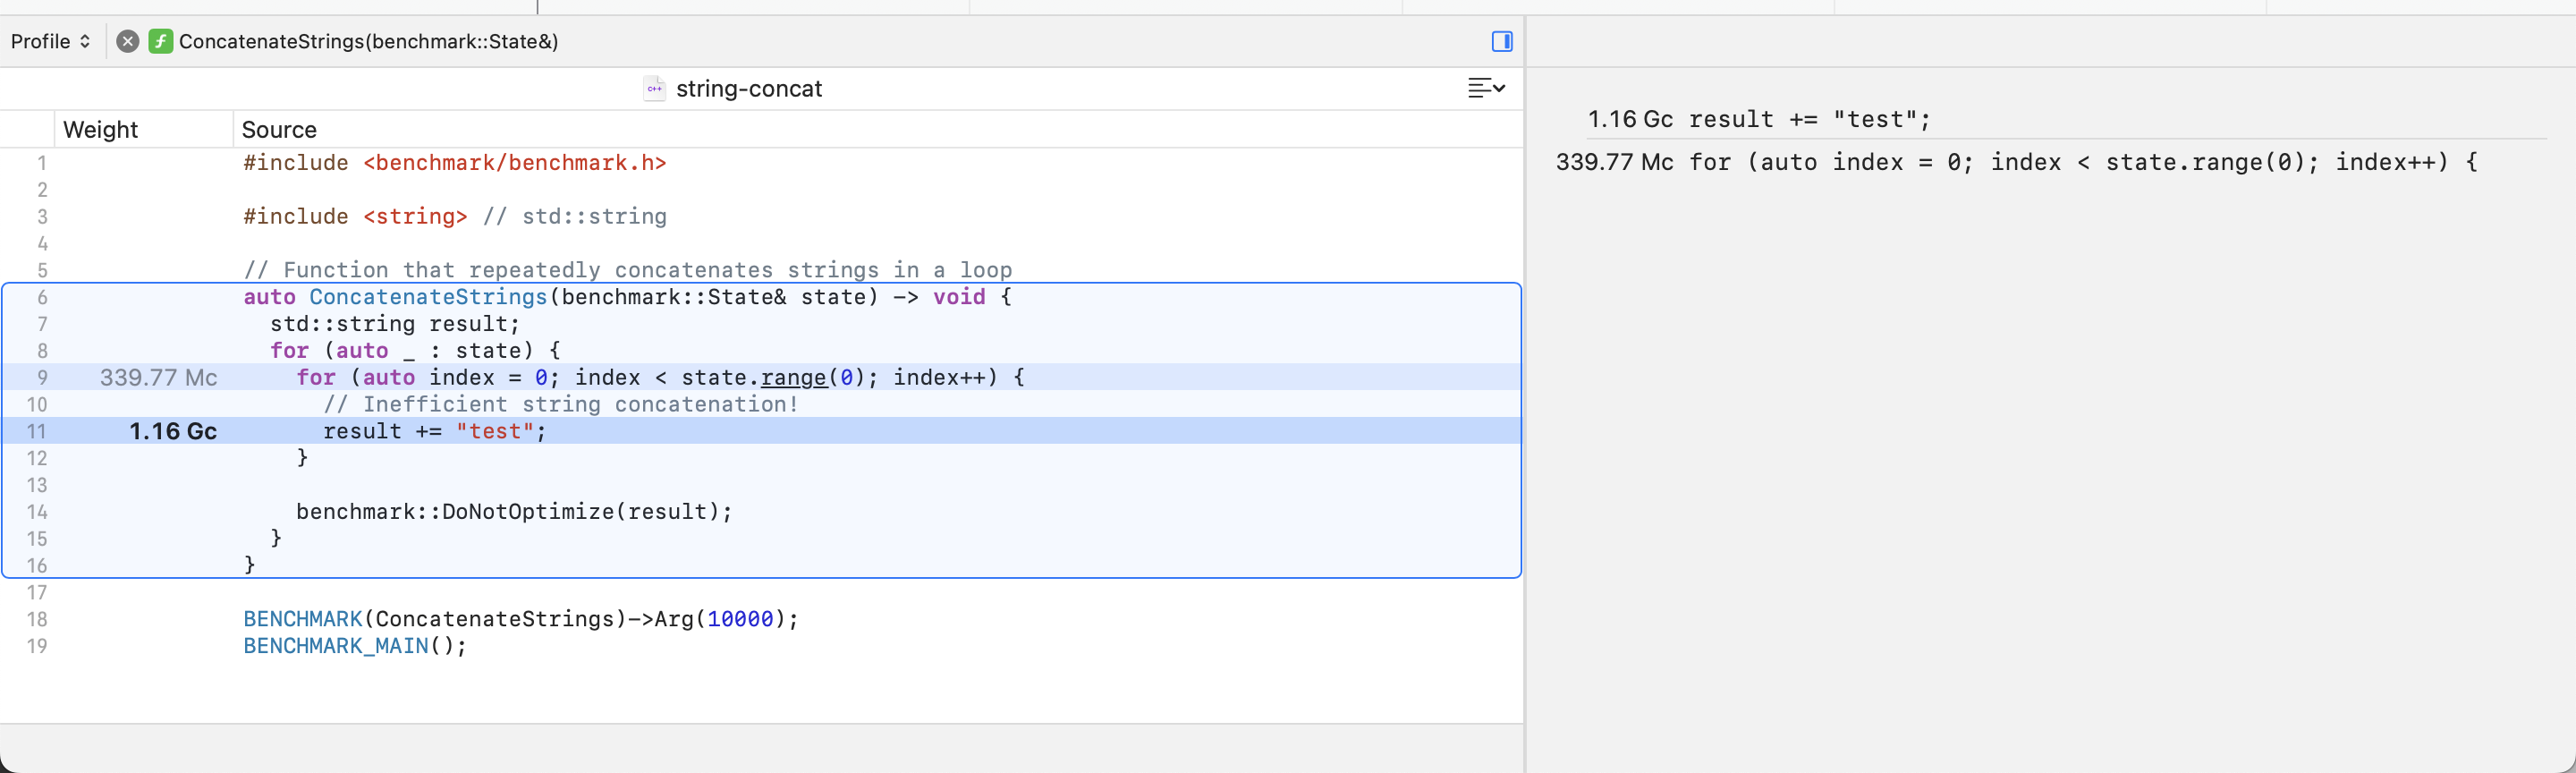 Profile ConcatenateStrings(benchmark::State&)
string-concat
Weight Source
1 #include <benchmark/benchmark.h>
2
3 #include <string> // std::string
4
5 // Function that repeatedly concatenates strings in a loop
6 auto ConcatenateStrings(benchmark::State& state) -> void {
7 std::string result;
8 for (auto _ : state) {
9 339.77 Mc for (auto index = 0; index < state.range(0); index++) {
10 // Inefficient string concatenation!
11 1.16 Gc result += "test";
12 }
13
14 benchmark::DoNotOptimize(result);
15 }
16 }
17
18 BENCHMARK(ConcatenateStrings)->Arg(10000);
19 BENCHMARK_MAIN();
1.16 Gc result += "test";
339.77 Mc for (auto index = 0; index < state.range(0); index++) {